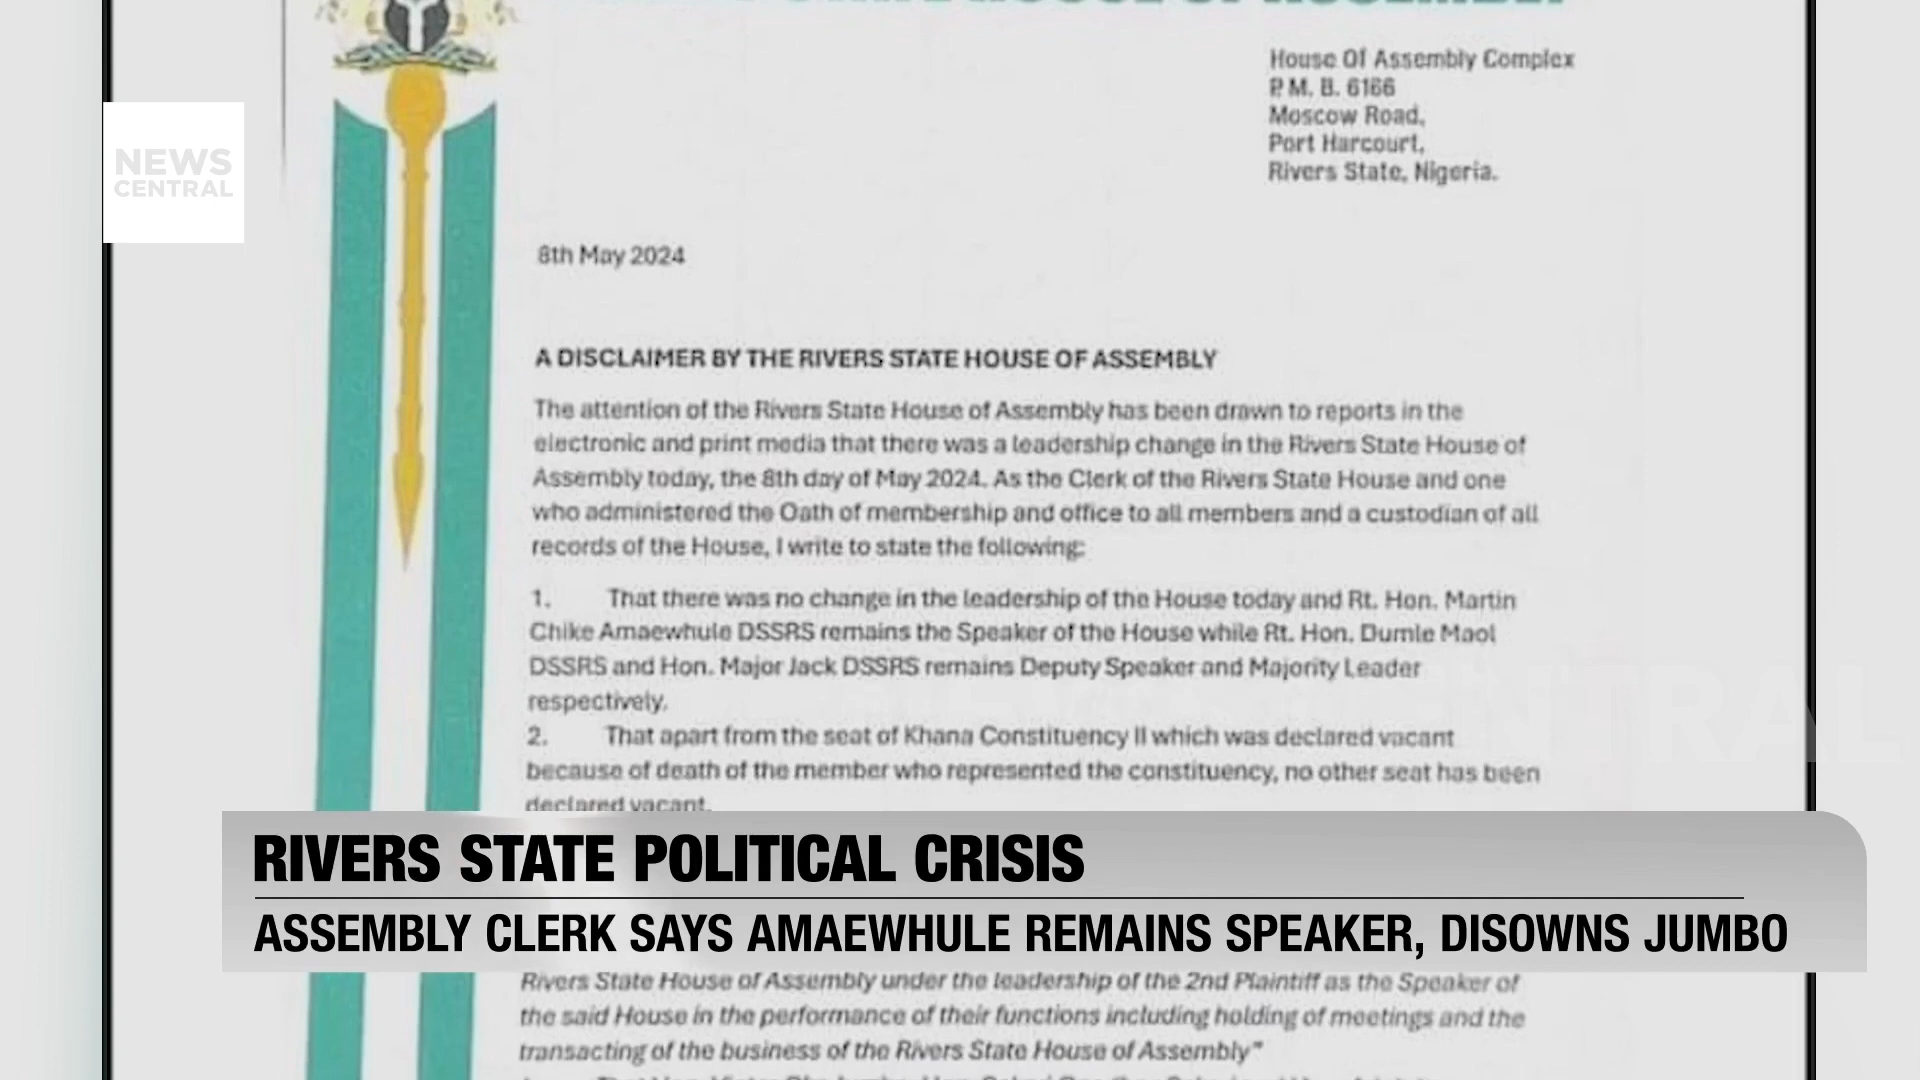 House Of Assembly Complex
P.M. B. 6166
Moscow Road,
Port Harcourt,
Rivers State, Nigeria.
NEWS
CENTRAL
8th May 2024
A DISCLAIMER BY THE RIVERS STATE HOUSE OF ASSEMBLY
The attention of the Rivers State House of Assembly has been drawn to reports in the
electronic and print media that there was a leadership change in the Rivers State House of
Assembly today, the 8th day of May 2024. As the Clerk of the Rivers State House and one
who administered the Oath of membership and office to all members and a custodian of all
records of the House, I write to state the following:
1. That there was no change in the leadership of the House today and Rt. Hon. Martin
Chike Amaewhule DSSRS remains the Speaker of the House while Rt. Hon. Dumle Maol
DSSRS and Hon. Major Jack DSSRS remains Deputy Speaker and Majority Leader
respectively.
2. That apart from the seat of Khana Constituency II which was declared vacant
because of death of the member who represented the constituency, no other seat has been
declared vacant.
RIVERS STATE POLITICAL CRISIS
ASSEMBLY CLERK SAYS AMAEWHULE REMAINS SPEAKER, DISOWNS JUMBO
Rivers State House of Assembly under the leadership of the 2nd Plaintiff as the Speaker of
the said House in the performance of their functions including holding of meetings and the
transacting of the business of the Rivers State House of Assembly"